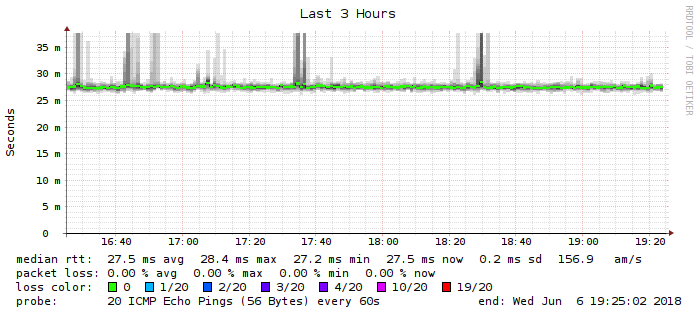 Last 3 Hours
RRDTOOL / TOBI OETIKER
Seconds
35 m
30 m
25 m
20 m
15 m
10 m
5 m
0
16:40 17:00 17:20 17:40 18:00 18:20 18:40 19:00 19:20
median rtt: 27.5 ms avg 28.4 ms max 27.2 ms min 27.5 ms now 0.2 ms sd 156.9 am/s
packet loss: 0.00 % avg 0.00 % max 0.00 % min 0.00 % now
loss color: 0 1/20 2/20 3/20 4/20 10/20 19/20
probe: 20 ICMP Echo Pings (56 Bytes) every 60s end: Wed Jun 6 19:25:02 2018